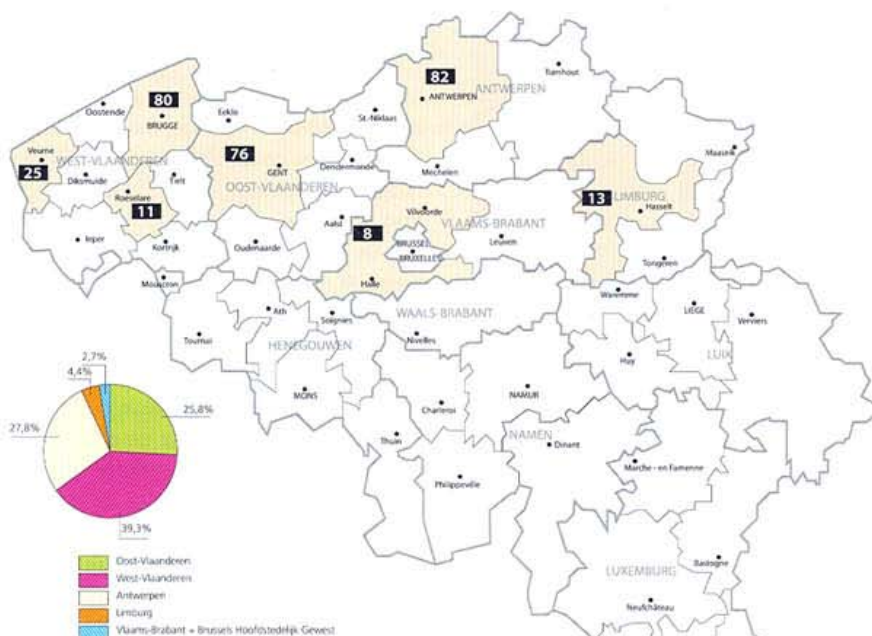 82
Turnhout
ANTWERPEN
80
ANTWERPEN
Oostende
Eeklo
St.-Niklaas
BRUGGE
Veurne
WEST-VLAANDEREN
76
GENT
Dendermonde
Mechelen
Maaseik
25
Diksmuide
Tielt
OOST-VLAANDEREN
Roeselare
11
13
LIMBURG
Hasselt
Vilvoorde
VLAAMS-BRABANT
Aalst
8
Ieper
Kortrijk
Oudenaarde
BRUSSEL
BRUXELLES
Leuven
Tongeren
Mouscron
Halle
Waremme
Ath
Soignies
WAALS-BRABANT
LIEGE
Verviers
Tournai
HENEGOUWEN
Nivelles
Huy
LUIK
MONS
Charleroi
NAMUR
Thuin
NAMEN
Dinant
Marche - en Famenne
Philippeville
Bastogne
LUXEMBURG
Neufchâteau
2,7%
4,4%
27,8%
25,8%
39,3%
Oost-Vlaanderen
West-Vlaanderen
Antwerpen
Limburg
Vlaams-Brabant + Brussels Hoofdstedelijk Gewest